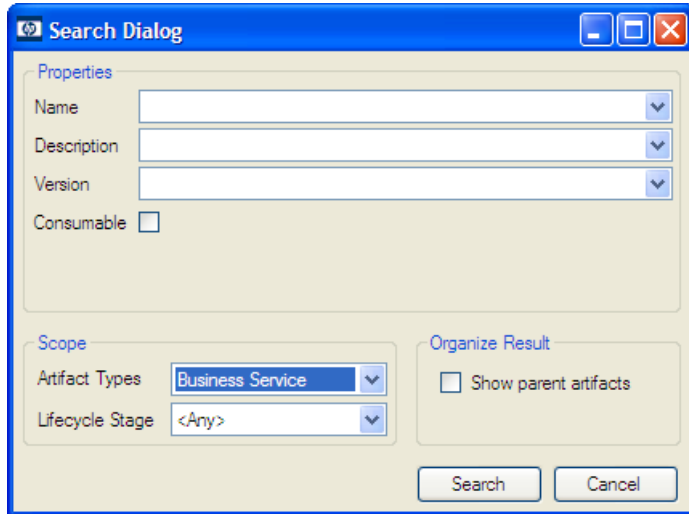 hp Search Dialog
Properties
Name
Description
Version
Consumable
Scope
Artifact Types Business Service
Lifecycle Stage <Any>
Organize Result
Show parent artifacts
Search Cancel